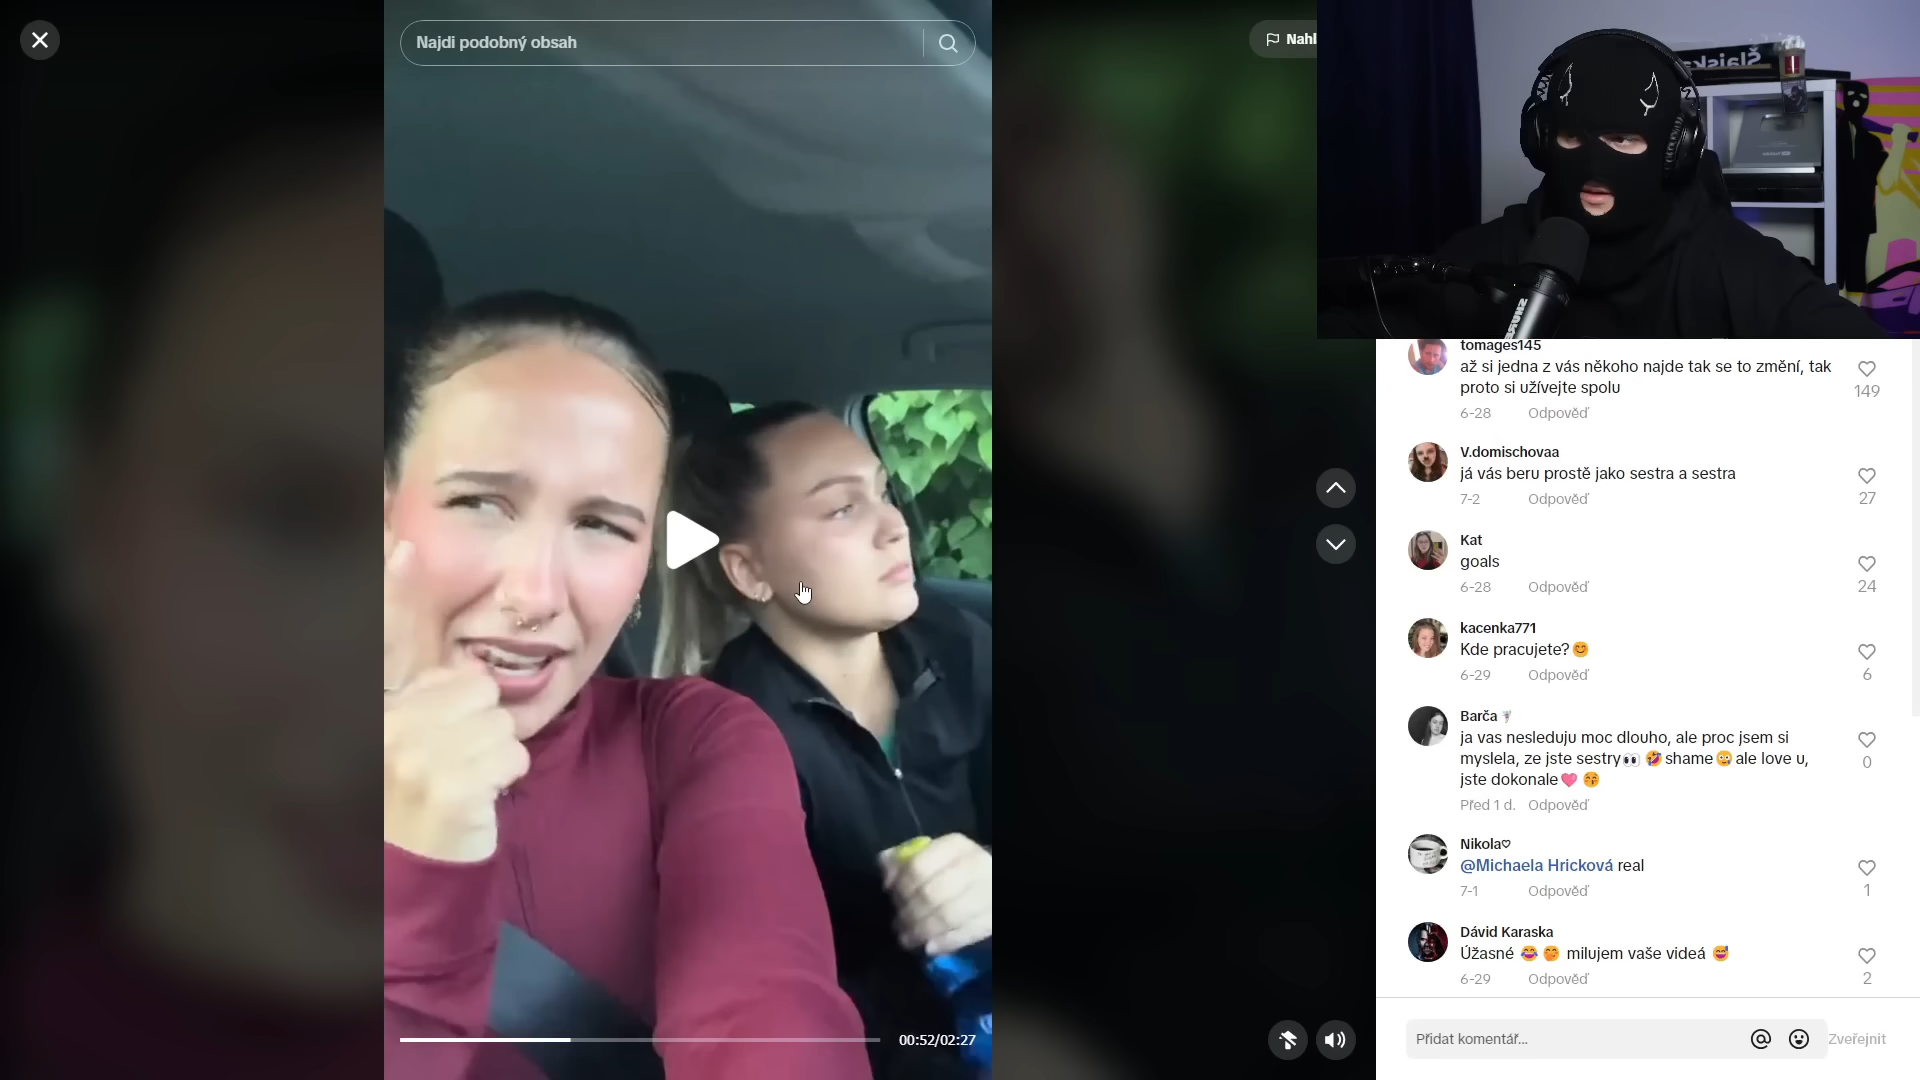 Najdi podobný obsah
Nahl
tomages145
až si jedna z vás někoho najde tak se to změní, tak
proto si užívejte spolu
149
6-28 Odpověď
V.domischovaa
já vás beru prostě jako sestra a sestra
27
7-2 Odpověď
Kat
goals
24
6-28 Odpověď
kacenka771
Kde pracujete?😊
6
6-29 Odpověď
Barča
ja vas nesleduju moc dlouho, ale proc jsem si
myslela, ze jste sestry👀 🤣shame😳ale love u,
jste dokonale💗 😚
0
Před 1 d. Odpověď
Nikola♡
@Michaela Hricková real
1
7-1 Odpověď
Dávid Karaska
Úžasné 😂 🤭 milujem vaše videá 😅
2
6-29 Odpověď
00:52/02:27
Přidat komentář...
Zveřejnit